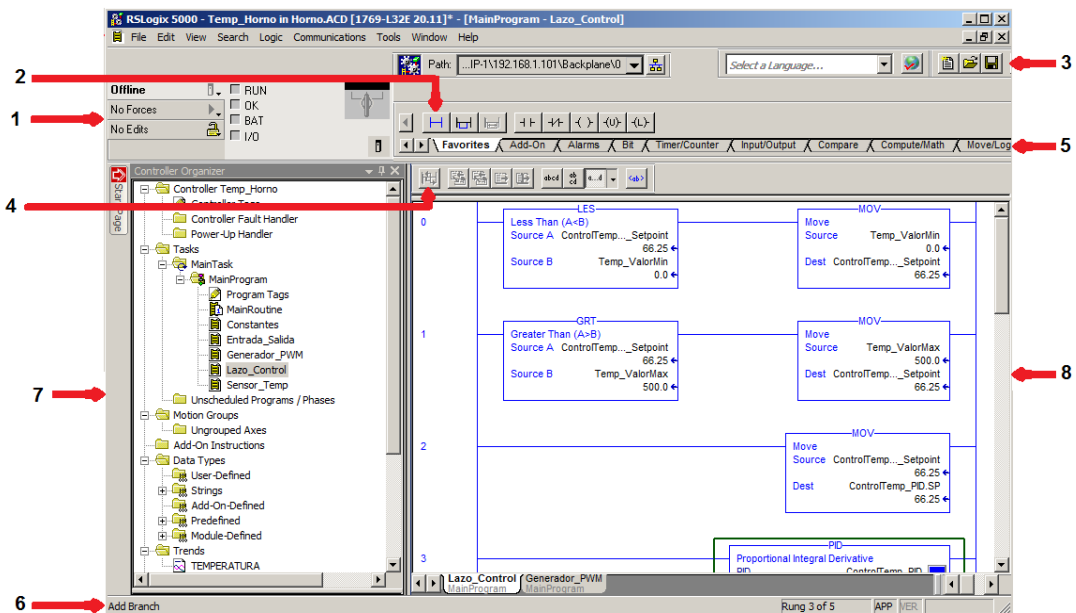 RSLogix 5000 - Temp_Horno in Horno.ACD [1769-L32E 20.11]* - [MainProgram - Lazo_Control]
File Edit View Search Logic Communications Tools Window Help
2
Path: ...IP-1\192.168.1.101\Backplane\0
Select a Language...
3
Offline
RUN
No Forces
OK
1
BAT
No Edits
I/O
Favorites Add-On Alarms Bit Timer/Counter Input/Output Compare Compute/Math Move/Log
5
Start Page
Controller Organizer
Controller Temp_Horno
4
Controller Tags
Controller Fault Handler
Power-Up Handler
Tasks
MainTask
MainProgram
Program Tags
MainRoutine
Constantes
Entrada_Salida
Generador_PWM
Lazo_Control
Sensor_Temp
7
Unscheduled Programs / Phases
Motion Groups
Ungrouped Axes
Add-On Instructions
Data Types
User-Defined
Strings
Add-On-Defined
Predefined
Module-Defined
Trends
TEMPERATURA
abcd
ab
cd
a...d
<ab>
0
LES
Less Than (A<B)
Source A ControlTemp..._Setpoint
66.25
Source B Temp_ValorMin
0.0
MOV
Move
Source Temp_ValorMin
0.0
Dest ControlTemp..._Setpoint
66.25
1
GRT
Greater Than (A>B)
Source A ControlTemp..._Setpoint
66.25
Source B Temp_ValorMax
500.0
MOV
Move
Source Temp_ValorMax
500.0
Dest ControlTemp..._Setpoint
66.25
8
2
MOV
Move
Source ControlTemp..._Setpoint
66.25
Dest ControlTemp_PID.SP
66.25
3
PID
Proportional Integral Derivative
PID ControlTemp_PID
Lazo_Control Generador_PWM
MainProgram MainProgram
6
Add Branch
Rung 3 of 5 APP VER